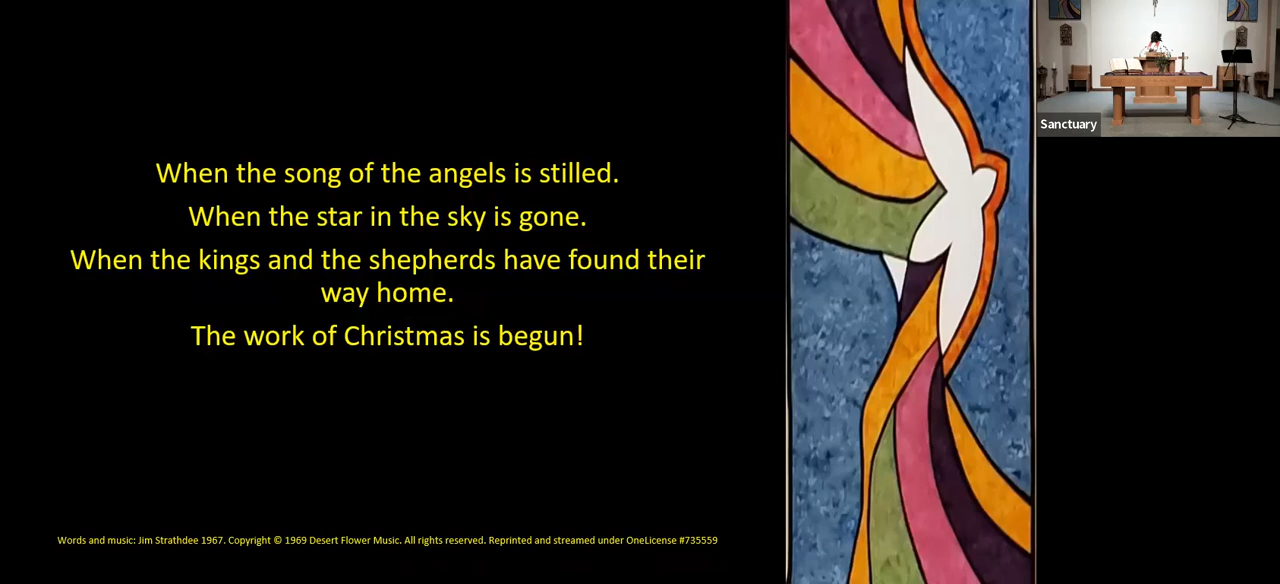 When the song of the angels is stilled.
When the star in the sky is gone.
When the kings and the shepherds have found their
way home.
The work of Christmas is begun!
Words and music: Jim Strathdee 1967. Copyright © 1969 Desert Flower Music. All rights reserved. Reprinted and streamed under OneLicense #735559
Sanctuary